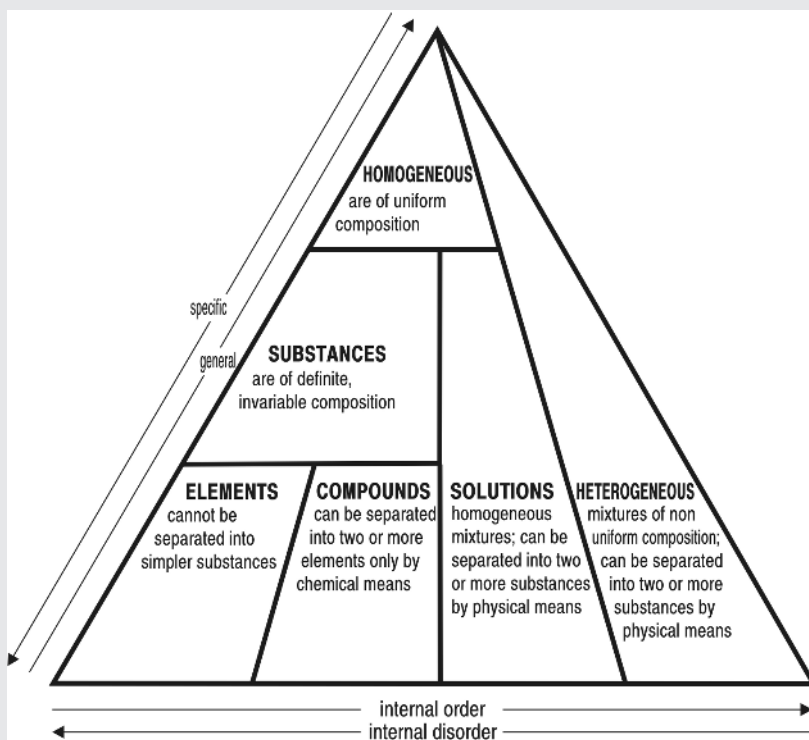 HOMOGENEOUS
are of uniform
composition
specific
general
SUBSTANCES
are of definite,
invariable composition
ELEMENTS
cannot be
separated into
simpler substances
COMPOUNDS
can be separated
into two or more
elements only by
chemical means
SOLUTIONS
homogeneous
mixtures; can be
separated into two
or more substances
by physical means
HETEROGENEOUS
mixtures of non
uniform composition;
can be separated
into two or more
substances by
physical means
internal order
internal disorder